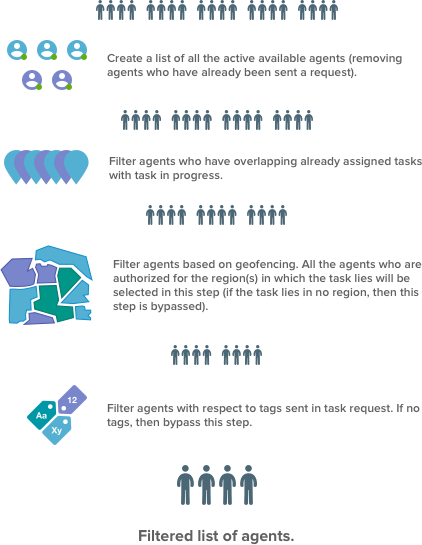 Create a list of all the active available agents (removing
agents who have already been sent a request).
Filter agents who have overlapping already assigned tasks
with task in progress.
Filter agents based on geofencing. All the agents who are
authorized for the region(s) in which the task lies will be
selected in this step (if the task lies in no region, then this
step is bypassed).
12
Aa
Xy
Filter agents with respect to tags sent in task request. If no
tags, then bypass this step.
Filtered list of agents.